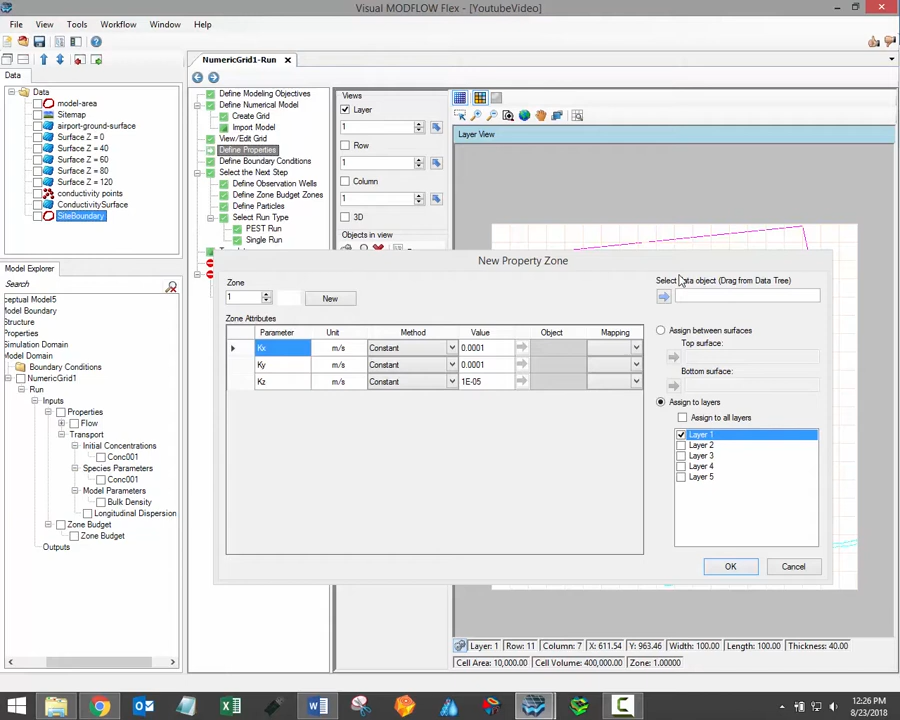 Visual MODFLOW Flex - [YoutubeVideo]
File View Tools Workflow Window Help
Data
Data
model-area
Sitemap
airport-ground-surface
Surface Z = 0
Surface Z = 40
Surface Z = 60
Surface Z = 80
Surface Z = 120
conductivity points
ConductivitySurface
SiteBoundary
Model Explorer
Search
ceptual Model5
Model Boundary
Structure
Properties
Simulation Domain
Model Domain
Boundary Conditions
NumericGrid1
Run
Inputs
Properties
Flow
Transport
Initial Concentrations
Conc001
Species Parameters
Conc001
Model Parameters
Bulk Density
Longitudinal Dispersion
Zone Budget
Zone Budget
Outputs
NumericGrid1-Run
Define Modeling Objectives
Define Numerical Model
Create Grid
Import Model
View/Edit Grid
Define Properties
Define Boundary Conditions
Select the Next Step
Define Observation Wells
Define Zone Budget Zones
Define Particles
Select Run Type
PEST Run
Single Run
Views
Layer
1
Row
1
Column
1
3D
Objects in view
Layer View
New Property Zone
Zone
1 New
Zone Attributes
Parameter Unit Method Value Object Mapping
Kx m/s Constant 0.0001
Ky m/s Constant 0.0001
Kz m/s Constant 1E-05
Select data object (Drag from Data Tree)
Assign between surfaces
Top surface:
Bottom surface:
Assign to layers
Assign to all layers
Layer 1
Layer 2
Layer 3
Layer 4
Layer 5
OK Cancel
Layer: 1 Row: 11 Column: 7 X: 611.54 Y: 963.46 Width: 100.00 Length: 100.00 Thickness: 40.00
Cell Area: 10,000.00 Cell Volume: 400,000.00 Zone: 1.00000
12:26 PM
8/23/2018